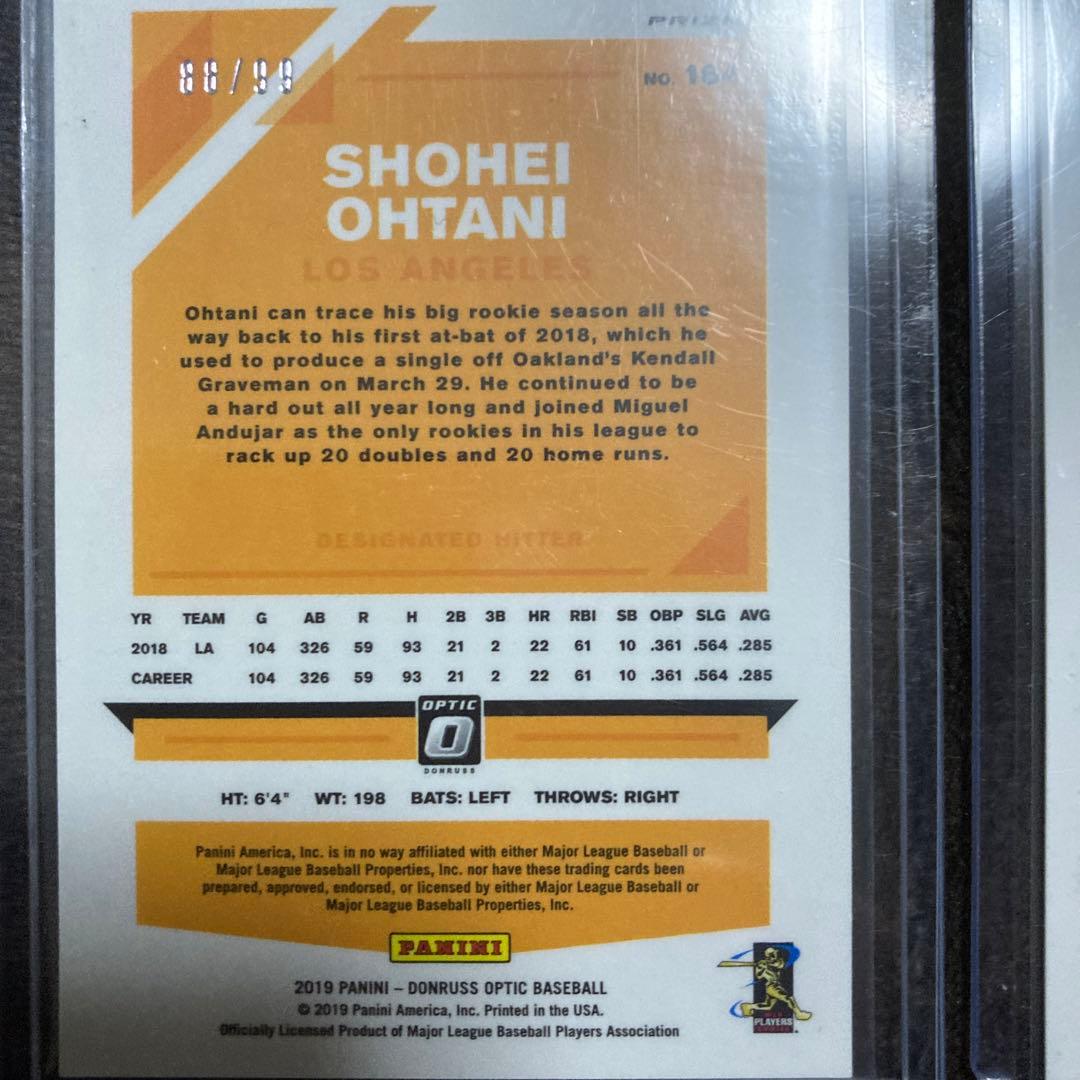 PRIZM
88/99
NO. 164
SHOHEI
OHTANI
LOS ANGELES
Ohtani can trace his big rookie season all the
way back to his first at-bat of 2018, which he
used to produce a single off Oakland's Kendall
Graveman on March 29. He continued to be
a hard out all year long and joined Miguel
Andujar as the only rookies in his league to
rack up 20 doubles and 20 home runs.
DESIGNATED HITTER
YR TEAM G AB R H 2B 3B HR RBI SB OBP SLG AVG
2018 LA 104 326 59 93 21 2 22 61 10 .361 .564 .285
CAREER 104 326 59 93 21 2 22 61 10 .361 .564 .285
OPTIC
O
DONRUSS
HT: 6'4" WT: 198 BATS: LEFT THROWS: RIGHT
Panini America, Inc. is in no way affiliated with either Major League Baseball or
Major League Baseball Properties, Inc. nor have these trading cards been
prepared, approved, endorsed, or licensed by either Major League Baseball or
Major League Baseball Properties, Inc.
PANINI
2019 PANINI – DONRUSS OPTIC BASEBALL
© 2019 Panini America, Inc. Printed in the USA.
Officially Licensed Product of Major League Baseball Players Association
PLAYERS